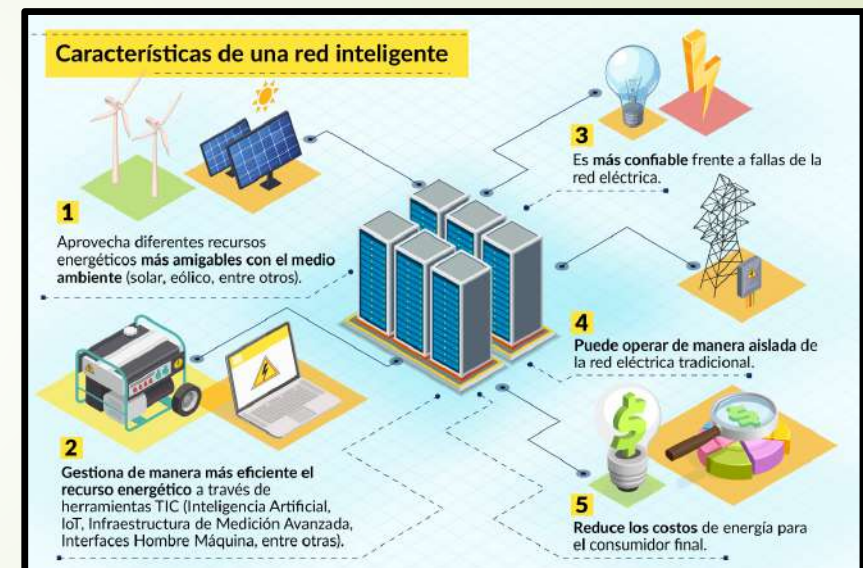 Características de una red inteligente
1
Aprovecha diferentes recursos
energéticos más amigables con el medio
ambiente (solar, eólico, entre otros).
2
Gestiona de manera más eficiente el
recurso energético a través de
herramientas TIC (Inteligencia Artificial,
IoT, Infraestructura de Medición Avanzada,
Interfaces Hombre Máquina, entre otras).
3
Es más confiable frente a fallas de la
red eléctrica.
4
Puede operar de manera aislada de
la red eléctrica tradicional.
5
Reduce los costos de energía para
el consumidor final.